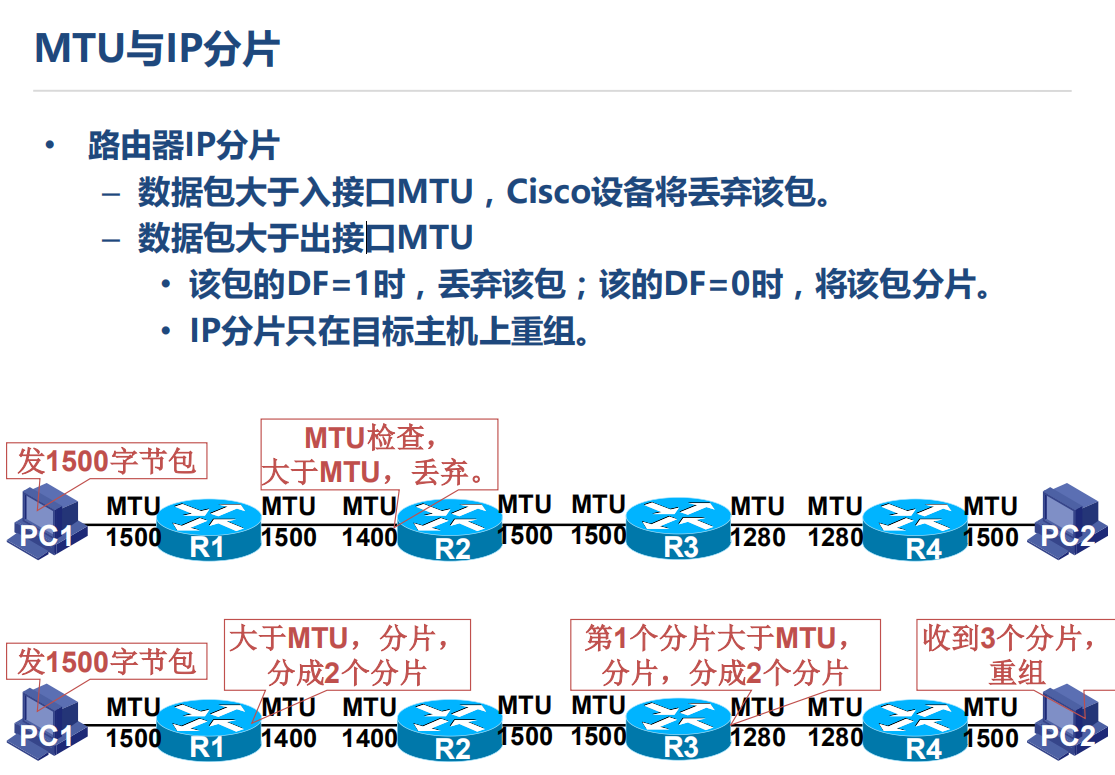 MTU与IP分片
• 路由器IP分片
– 数据包大于入接口MTU，Cisco设备将丢弃该包。
– 数据包大于出接口MTU
• 该包的DF=1时，丢弃该包；该的DF=0时，将该包分片。
• IP分片只在目标主机上重组。
发1500字节包
MTU检查，
大于MTU，丢弃。
MTU MTU MTU MTU MTU MTU MTU MTU
1500 1500 1400 1500 1500 1280 1280 1500
PC1 R1 R2 R3 R4 PC2
发1500字节包
大于MTU，分片，
分成2个分片
第1个分片大于MTU，
分片，分成2个分片
收到3个分片，
重组
MTU MTU MTU MTU MTU MTU MTU MTU
1500 1400 1400 1500 1500 1280 1280 1500
PC1 R1 R2 R3 R4 PC2